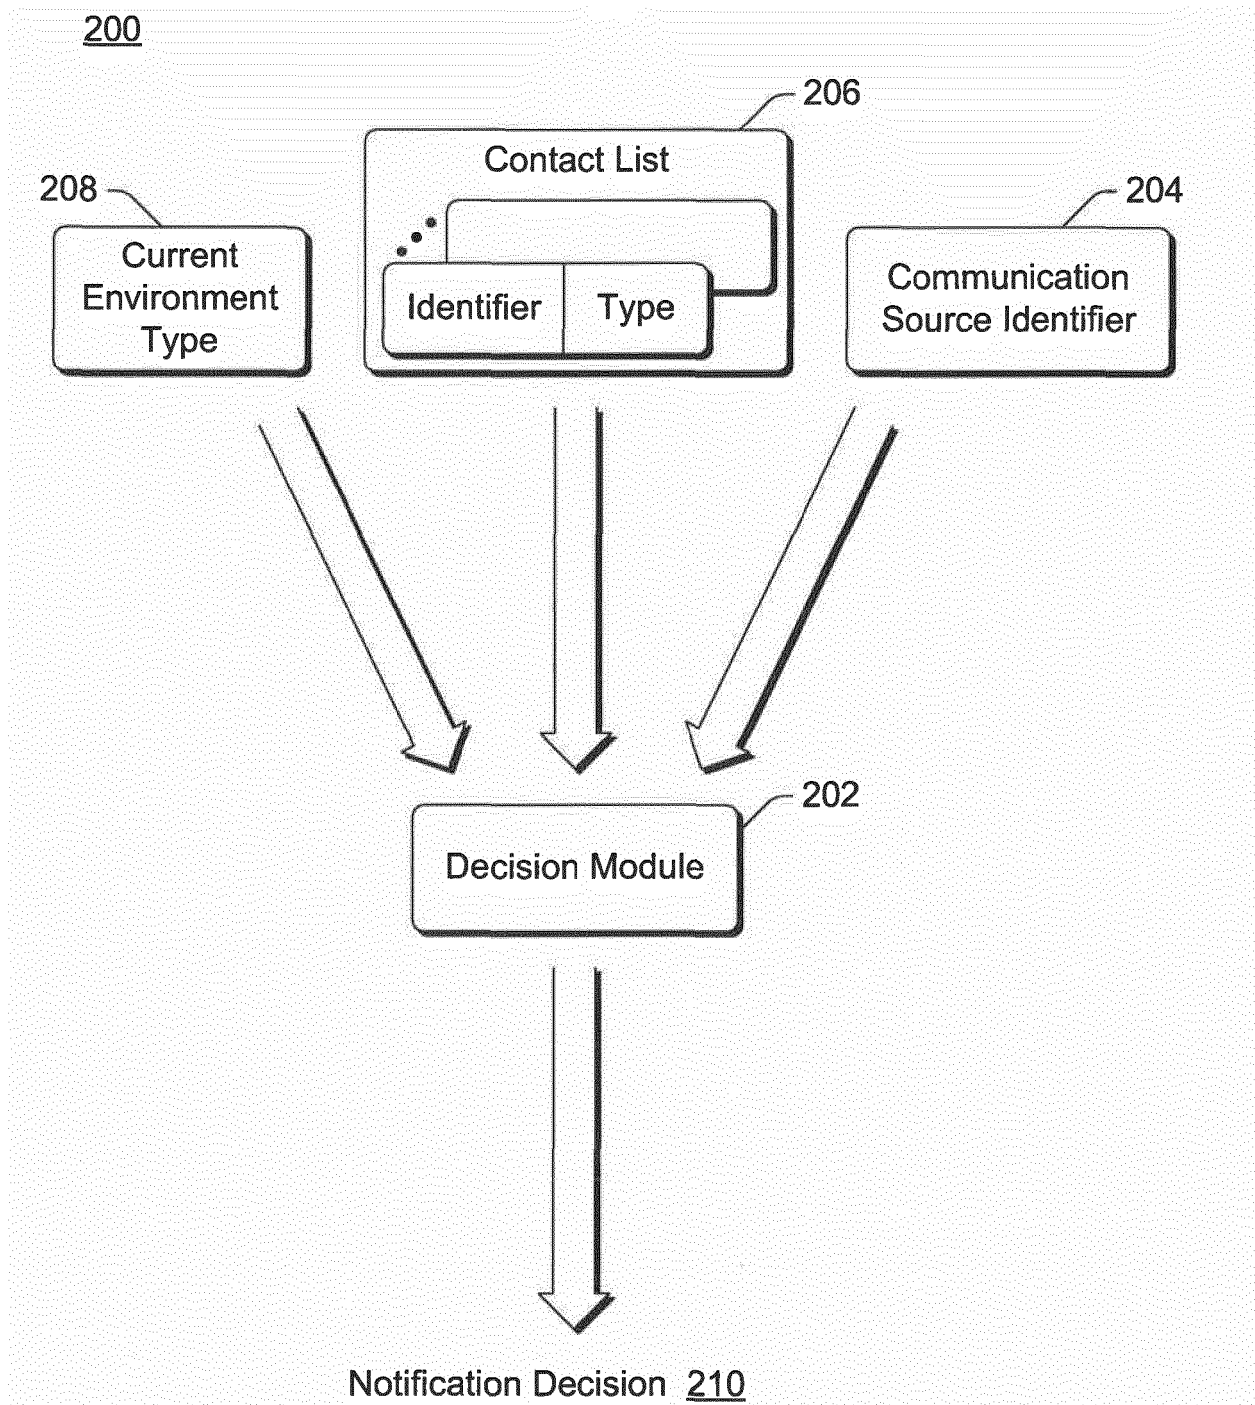 200
206
Contact List
208
204
Current
Environment
Type
Identifier
Type
Communication
Source Identifier
202
Decision Module
Notification Decision 210